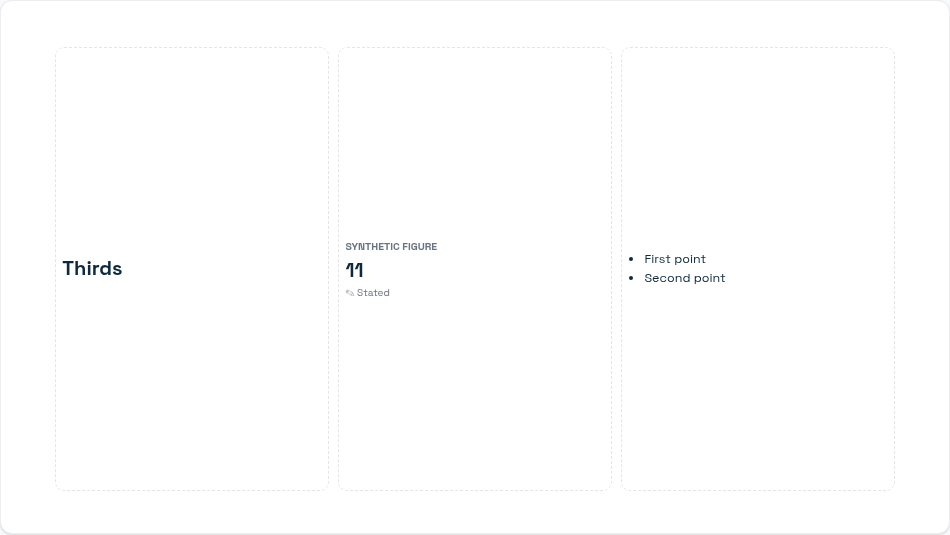 Thirds
SYNTHETIC FIGURE
11
✎ Stated
• First point
• Second point